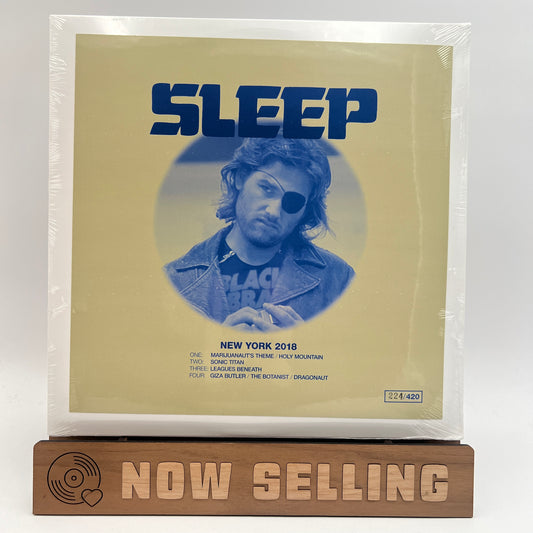 SLEEP
BLACK
NEW YORK 2018
ONE: MARIJUANAUT'S THEME / HOLY MOUNTAIN
TWO: SONIC TITAN
THREE: LEAGUES BENEATH
FOUR: GIZA BUTLER / THE BOTANIST / DRAGONAUT
224/420
NOW SELLING